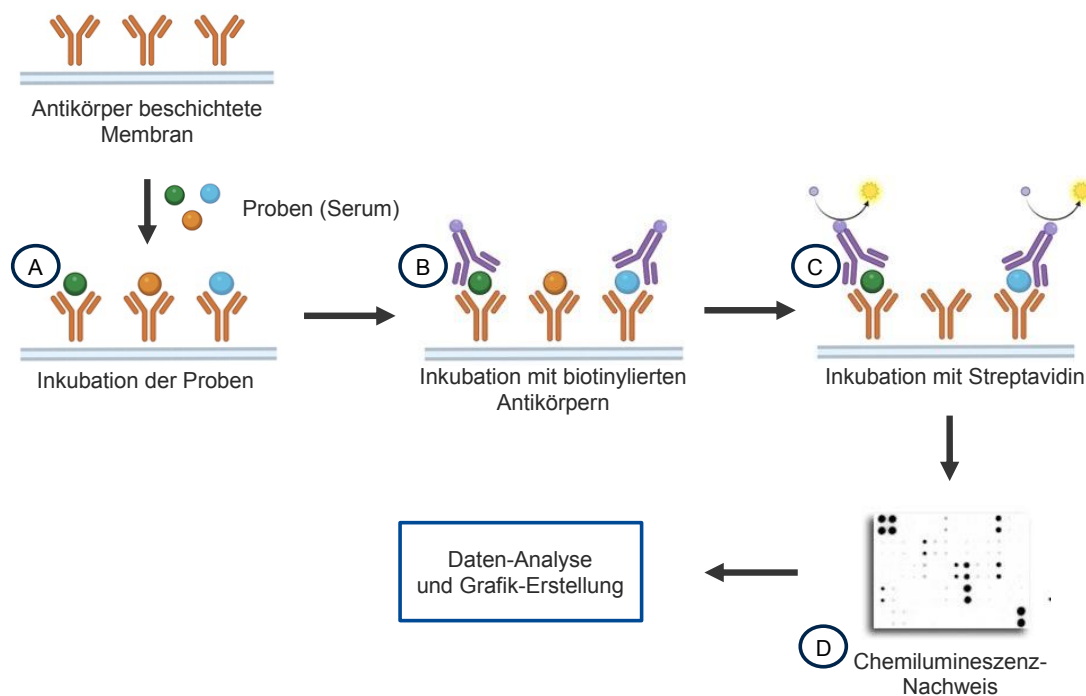 Antikörper beschichtete
Membran
Proben (Serum)
A
B
C
Inkubation der Proben
Inkubation mit biotinylierten
Antikörpern
Inkubation mit Streptavidin
Daten-Analyse
und Grafik-Erstellung
D
Chemilumineszenz-
Nachweis